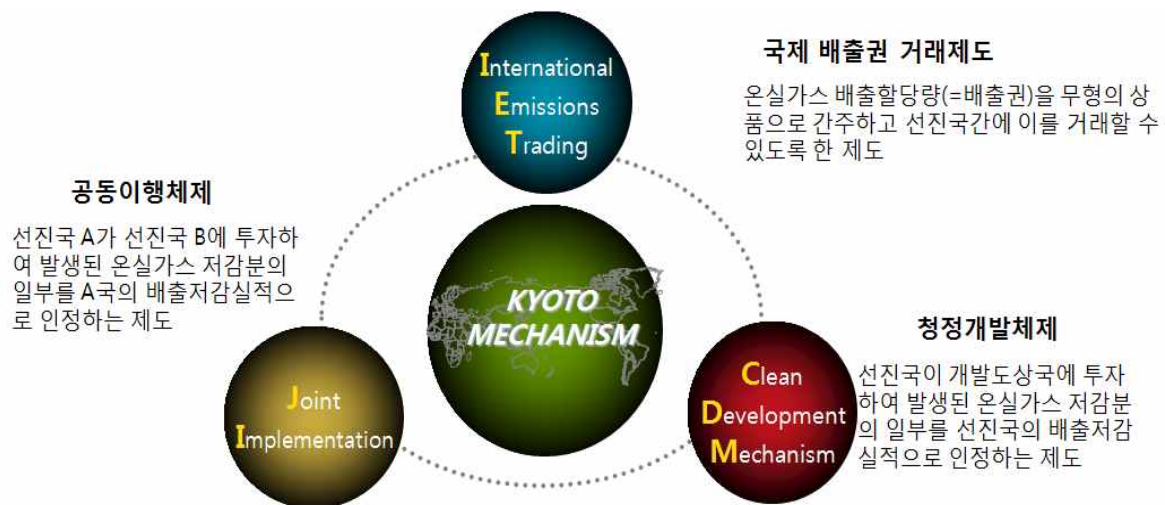 International
Emissions
Trading
국제 배출권 거래제도
온실가스 배출할당량(=배출권)을 무형의 상
품으로 간주하고 선진국간에 이를 거래할 수
있도록 한 제도
공동이행체제
선진국 A가 선진국 B에 투자하
여 발생된 온실가스 저감분의
일부를 A국의 배출저감실적으
로 인정하는 제도
KYOTO
MECHANISM
Joint
Implementation
Clean
Development
Mechanism
청정개발체제
선진국이 개발도상국에 투자
하여 발생된 온실가스 저감분
의 일부를 선진국의 배출저감
실적으로 인정하는 제도